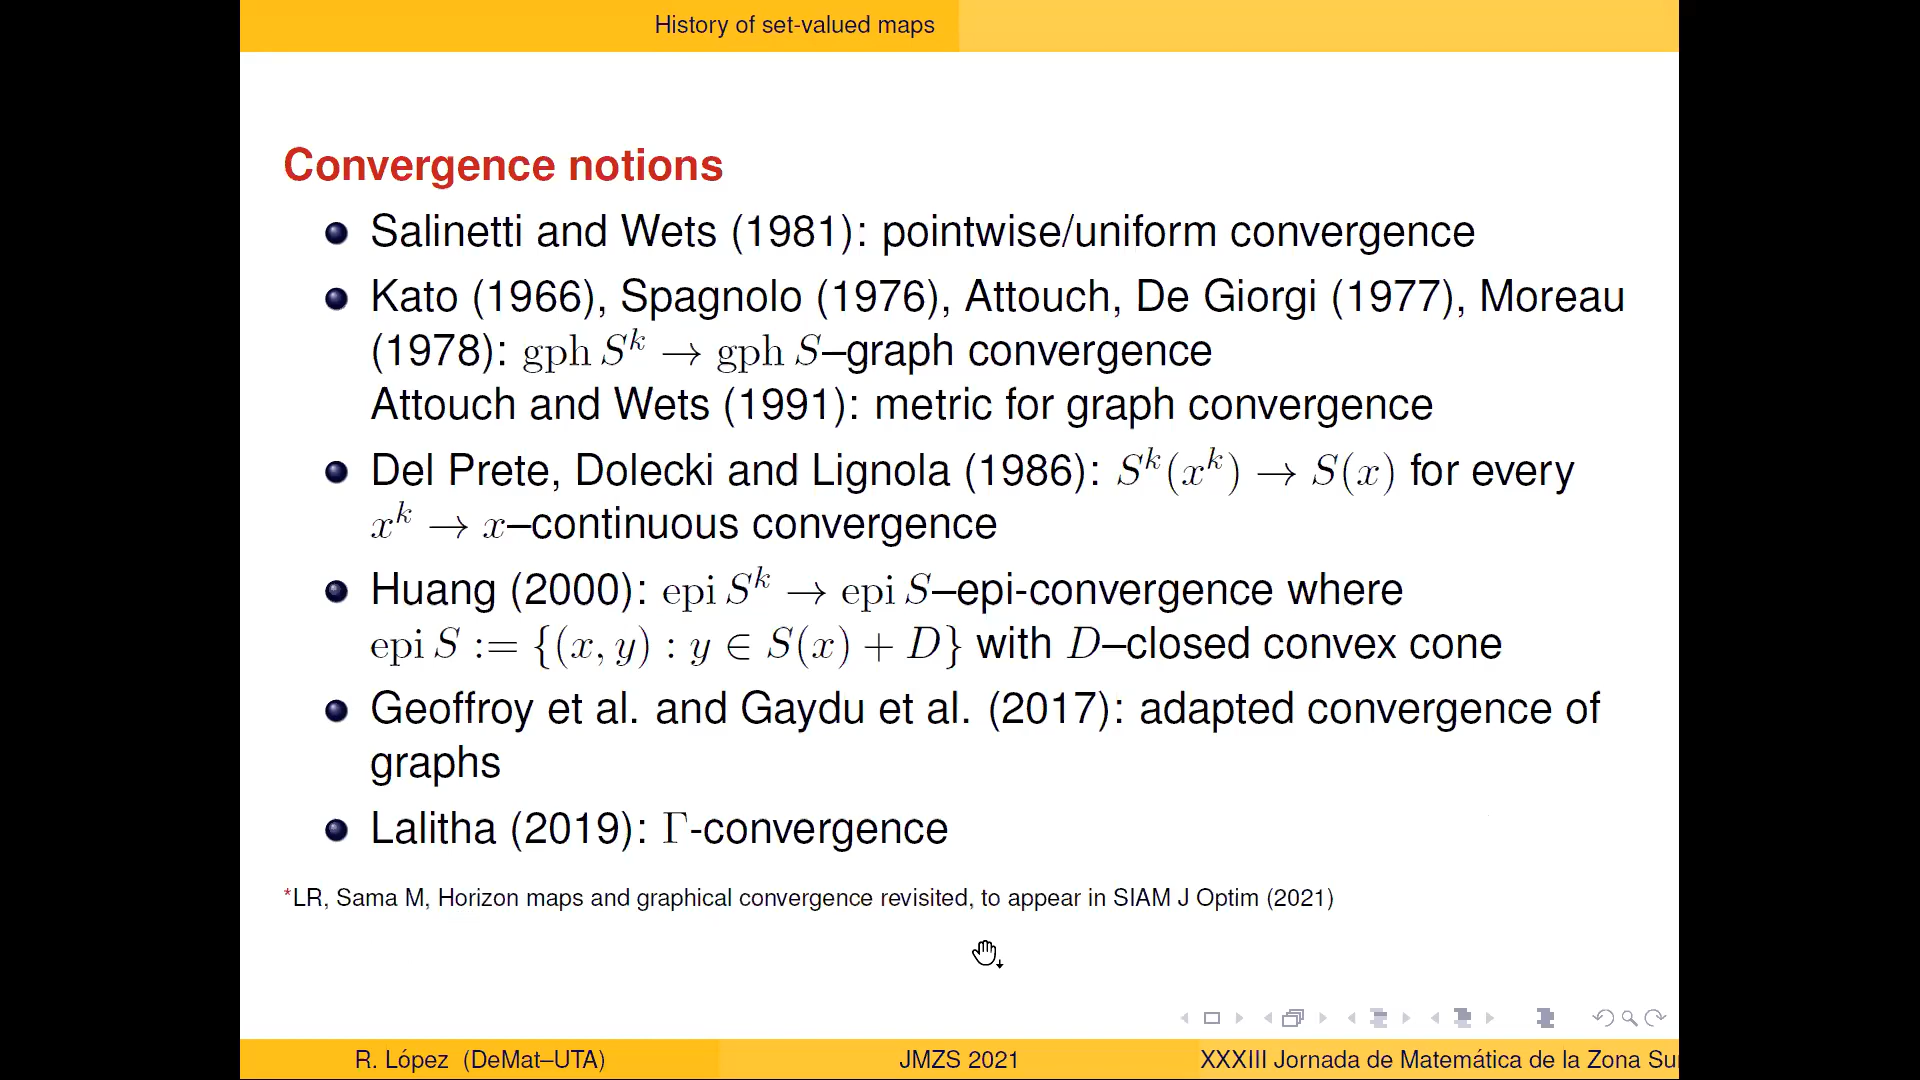 History of set-valued maps
Convergence notions
Salinetti and Wets (1981): pointwise/uniform convergence
Kato (1966), Spagnolo (1976), Attouch, De Giorgi (1977), Moreau
(1978): gph Sᵏ → gph S–graph convergence
Attouch and Wets (1991): metric for graph convergence
Del Prete, Dolecki and Lignola (1986): Sᵏ(xᵏ) → S(x) for every
xᵏ → x–continuous convergence
Huang (2000): epi Sᵏ → epi S–epi-convergence where
epi S := {(x, y) : y ∈ S(x) + D} with D–closed convex cone
Geoffroy et al. and Gaydu et al. (2017): adapted convergence of
graphs
Lalitha (2019): Γ-convergence
*LR, Sama M, Horizon maps and graphical convergence revisited, to appear in SIAM J Optim (2021)
R. López (DeMat–UTA) JMZS 2021 XXXIII Jornada de Matemática de la Zona Su